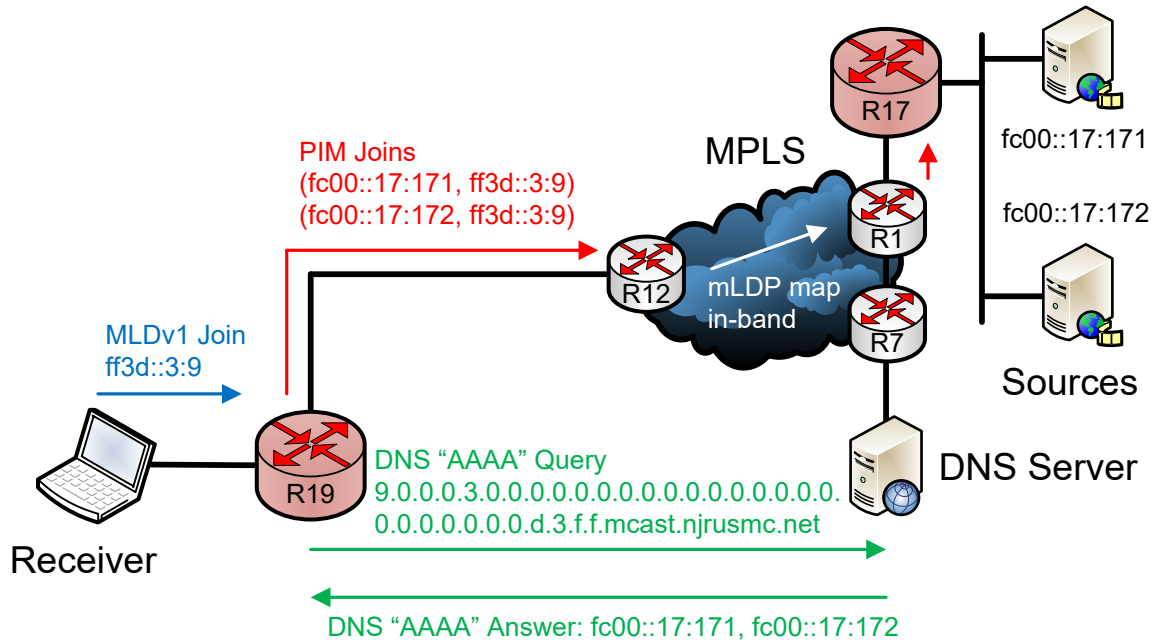 R17
fc00::17:171
MPLS
PIM Joins
(fc00::17:171, ff3d::3:9)
(fc00::17:172, ff3d::3:9)
fc00::17:172
R1
R12
mLDP map
in-band
R7
MLDv1 Join
ff3d::3:9
Sources
R19
DNS “AAAA” Query
9.0.0.0.3.0.0.0.0.0.0.0.0.0.0.0.0.0.0.0.
0.0.0.0.0.0.0.0.d.3.f.f.mcast.njrusmc.net
DNS Server
Receiver
DNS “AAAA” Answer: fc00::17:171, fc00::17:172